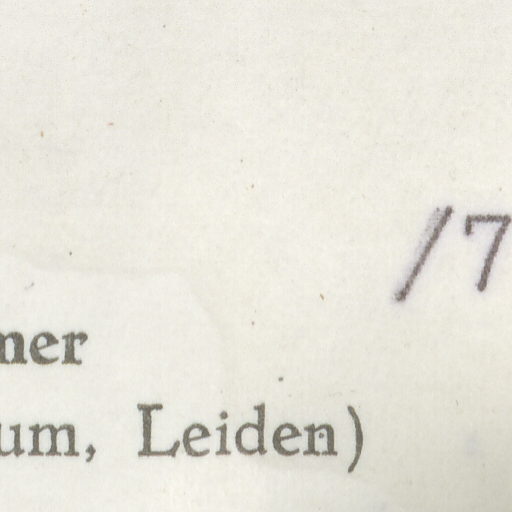 /7
ner
um, Leiden)